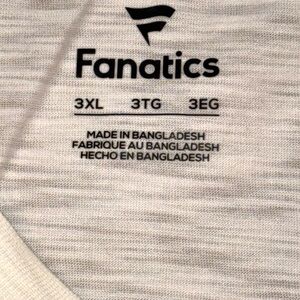 Fanatics
3XL 3TG 3EG
MADE IN BANGLADESH
FABRIQUE AU BANGLADESH
HECHO EN BANGLADESH